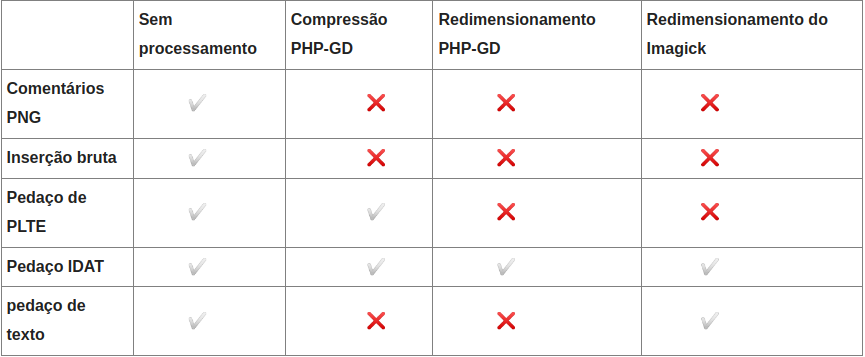 Sem
processamento
Compressão
PHP-GD
Redimensionamento
PHP-GD
Redimensionamento do
Imagick
Comentários
PNG
Inserção bruta
Pedaço de
PLTE
Pedaço IDAT
pedaço de
texto